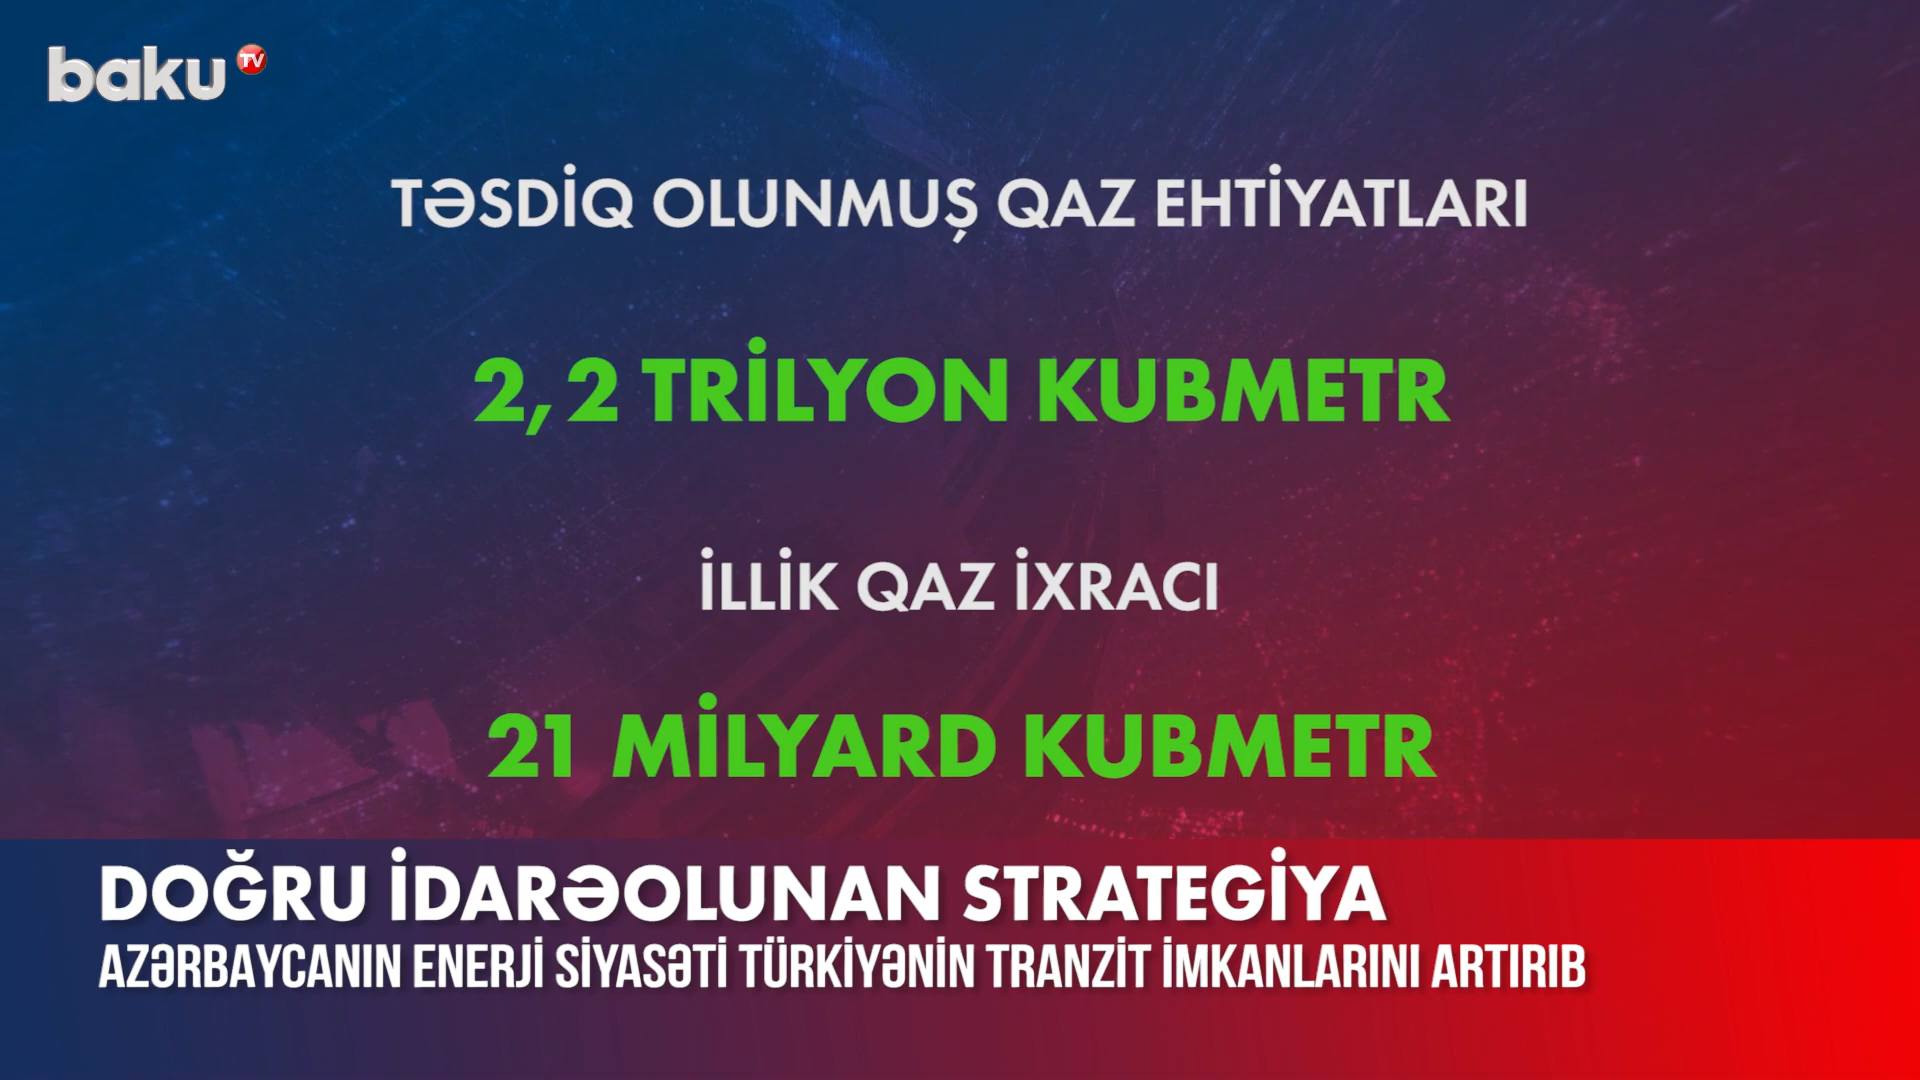 baku TV
TƏSDİQ OLUNMUŞ QAZ EHTİYATLARI
2,2 TRİLYON KUBMETR
İLLİK QAZ İXRACI
21 MİLYARD KUBMETR
DOĞRU İDARƏOLUNAN STRATEGİYA
AZƏRBAYCANIN ENERJİ SİYASƏTİ TÜRKİYƏNİN TRANZİT İMKANLARINI ARTIRIB